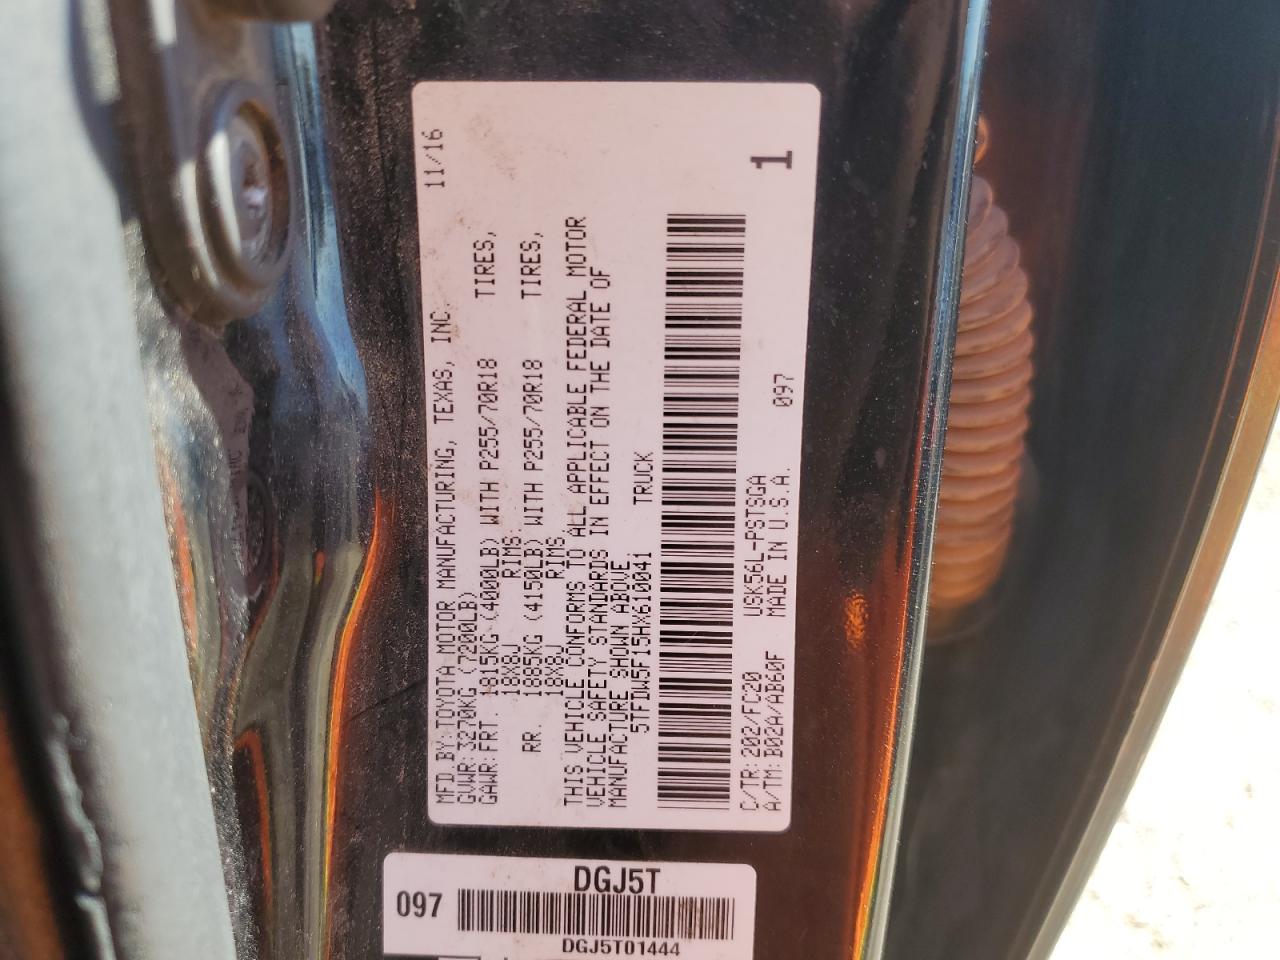 MFD.BY: TOYOTA MOTOR MANUFACTURING, TEXAS, INC. 11/16
GVWR: 3270KG (7200LB)
GAWR: FRT. 1815KG (4000LB) WITH P255/70R18 TIRES,
18X8J RIMS,
RR. 1885KG (4150LB) WITH P255/70R18 TIRES,
18X8J RIMS
THIS VEHICLE CONFORMS TO ALL APPLICABLE FEDERAL MOTOR
VEHICLE SAFETY STANDARDS IN EFFECT ON THE DATE OF
MANUFACTURE SHOWN ABOVE
TRUCK
C/TR: 202/FC20 USK56L-PSTSGA 097
A/TM: B02A/AB60F MADE IN U.S.A. 1
DGJ5T
097
DGJ5T01444